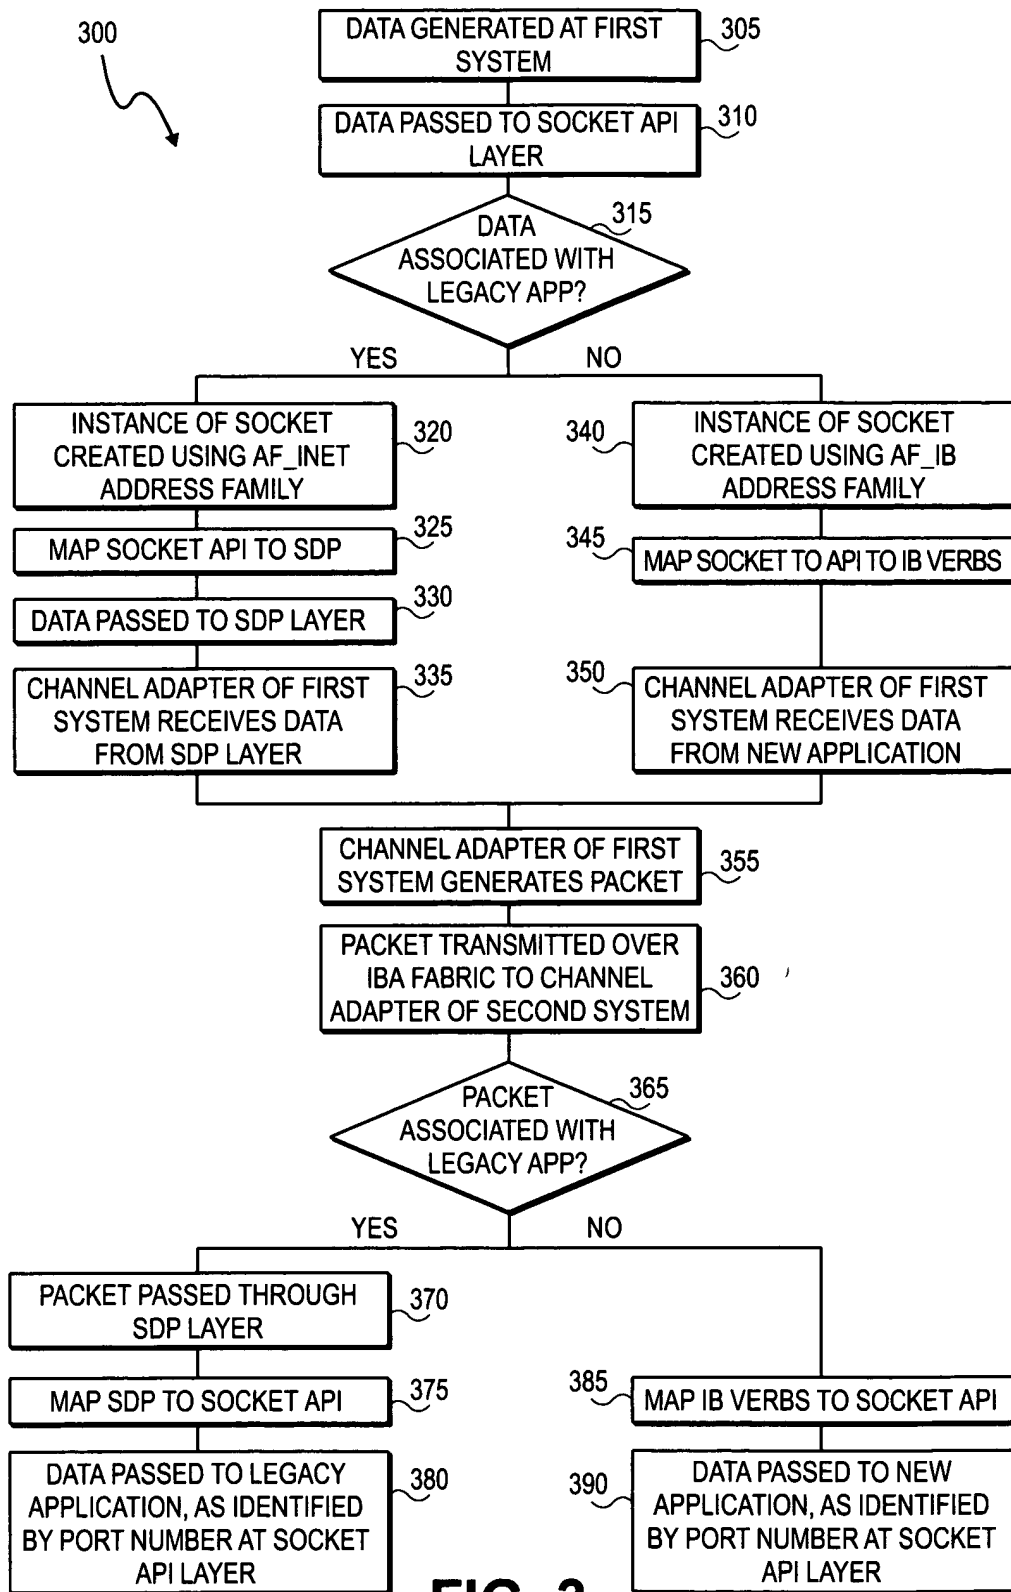 300
DATA GENERATED AT FIRST
SYSTEM
305
DATA PASSED TO SOCKET API
LAYER
310
DATA
ASSOCIATED WITH
LEGACY APP?
315
YES
NO
INSTANCE OF SOCKET
CREATED USING AF_INET
ADDRESS FAMILY
320
340
INSTANCE OF SOCKET
CREATED USING AF_IB
ADDRESS FAMILY
MAP SOCKET API TO SDP
325
345
MAP SOCKET TO API TO IB VERBS
DATA PASSED TO SDP LAYER
330
CHANNEL ADAPTER OF FIRST
SYSTEM RECEIVES DATA
FROM SDP LAYER
335
350
CHANNEL ADAPTER OF FIRST
SYSTEM RECEIVES DATA
FROM NEW APPLICATION
CHANNEL ADAPTER OF FIRST
SYSTEM GENERATES PACKET
355
PACKET TRANSMITTED OVER
IBA FABRIC TO CHANNEL
ADAPTER OF SECOND SYSTEM
360
PACKET
ASSOCIATED WITH
LEGACY APP?
365
YES
NO
PACKET PASSED THROUGH
SDP LAYER
370
MAP SDP TO SOCKET API
375
385
MAP IB VERBS TO SOCKET API
DATA PASSED TO LEGACY
APPLICATION, AS IDENTIFIED
BY PORT NUMBER AT SOCKET
API LAYER
380
390
DATA PASSED TO NEW
APPLICATION, AS IDENTIFIED
BY PORT NUMBER AT SOCKET
API LAYER
FIG. 3